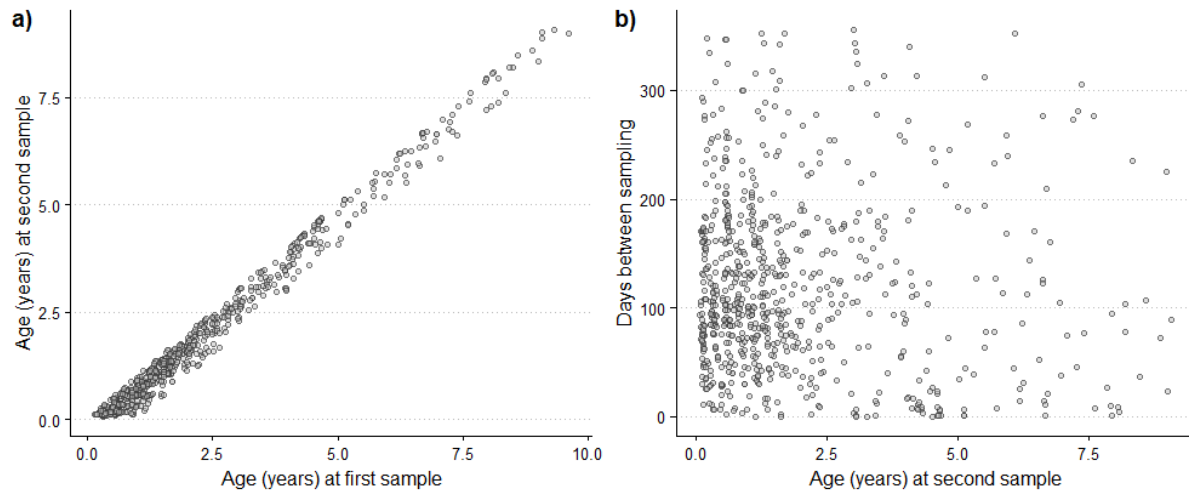 a)
Age (years) at second sample
7.5
5.0
2.5
0.0
0.0 2.5 5.0 7.5 10.0
Age (years) at first sample
b)
Days between sampling
300
200
100
0
0.0 2.5 5.0 7.5
Age (years) at second sample